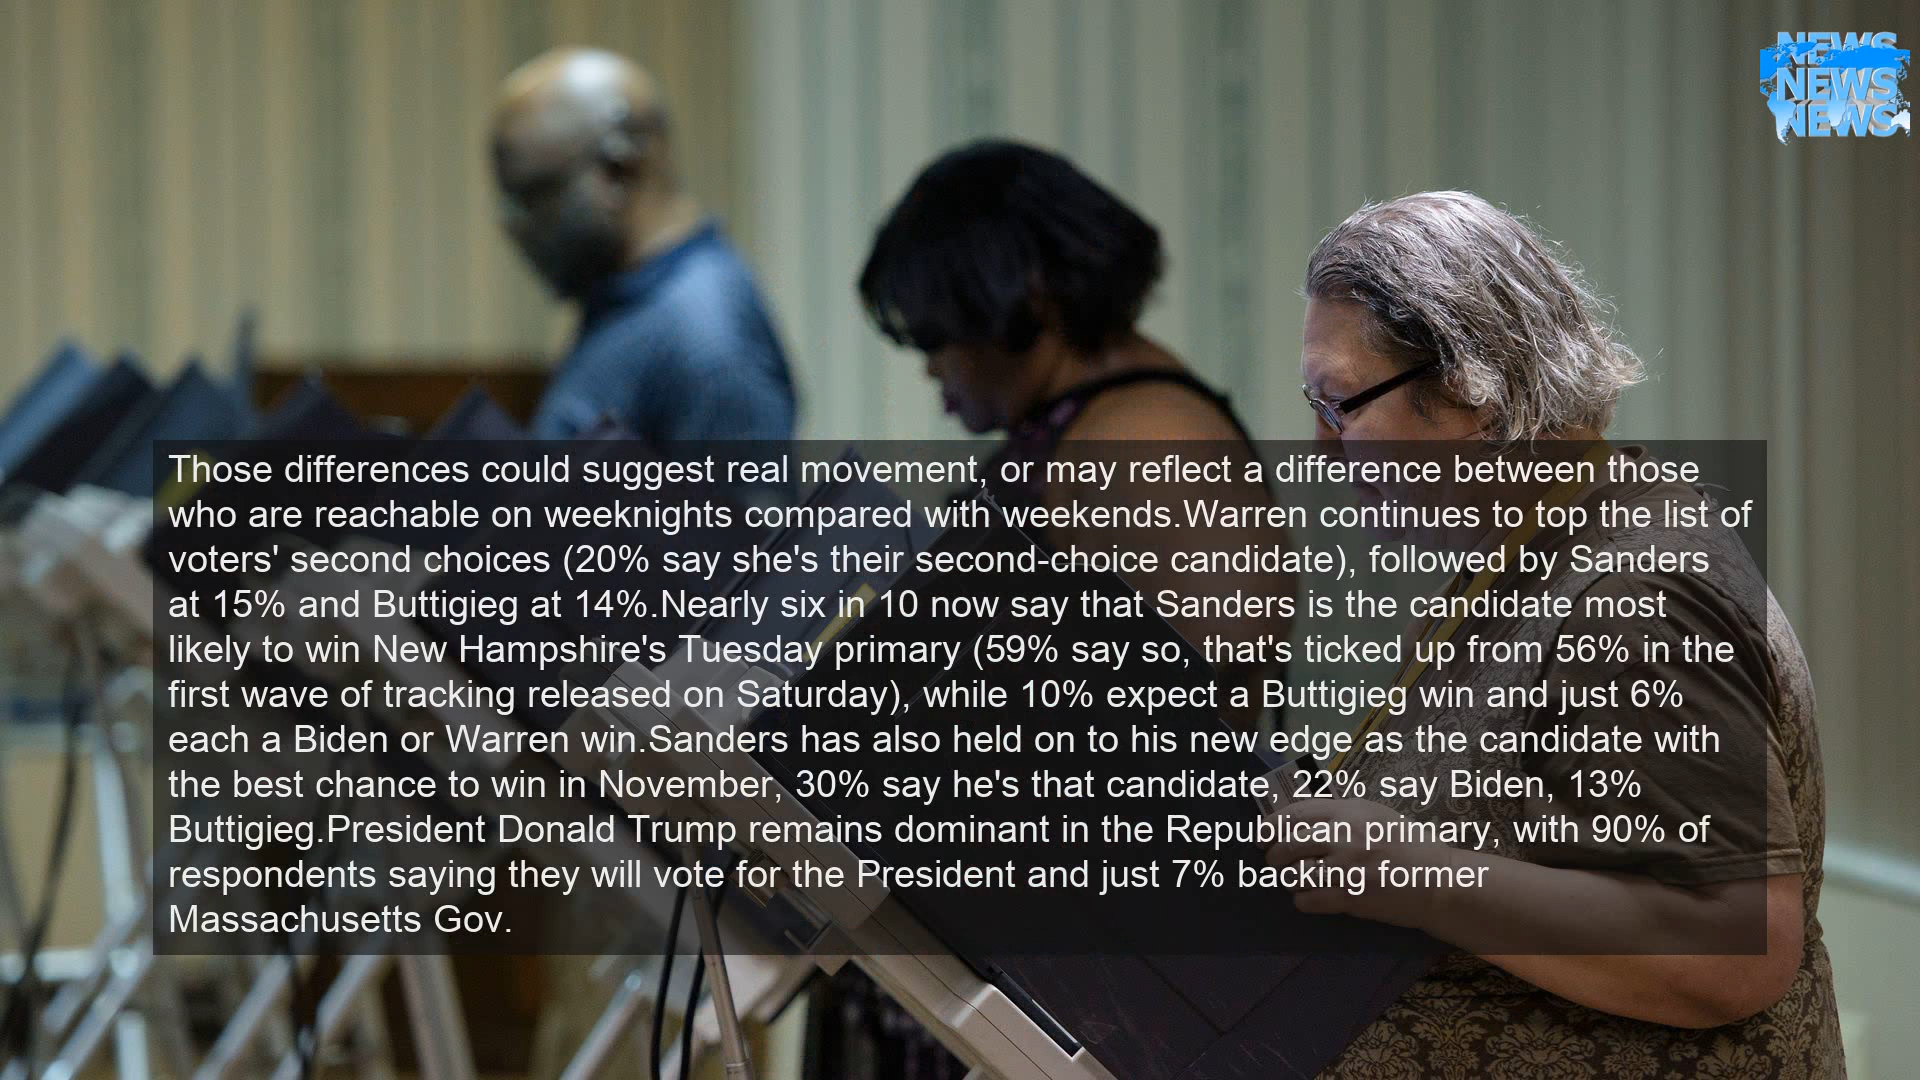 NEWS
NEWS
NEWS
Those differences could suggest real movement, or may reflect a difference between those
who are reachable on weeknights compared with weekends.Warren continues to top the list of
voters' second choices (20% say she's their second-choice candidate), followed by Sanders
at 15% and Buttigieg at 14%.Nearly six in 10 now say that Sanders is the candidate most
likely to win New Hampshire's Tuesday primary (59% say so, that's ticked up from 56% in the
first wave of tracking released on Saturday), while 10% expect a Buttigieg win and just 6%
each a Biden or Warren win.Sanders has also held on to his new edge as the candidate with
the best chance to win in November, 30% say he's that candidate, 22% say Biden, 13%
Buttigieg.President Donald Trump remains dominant in the Republican primary, with 90% of
respondents saying they will vote for the President and just 7% backing former
Massachusetts Gov.